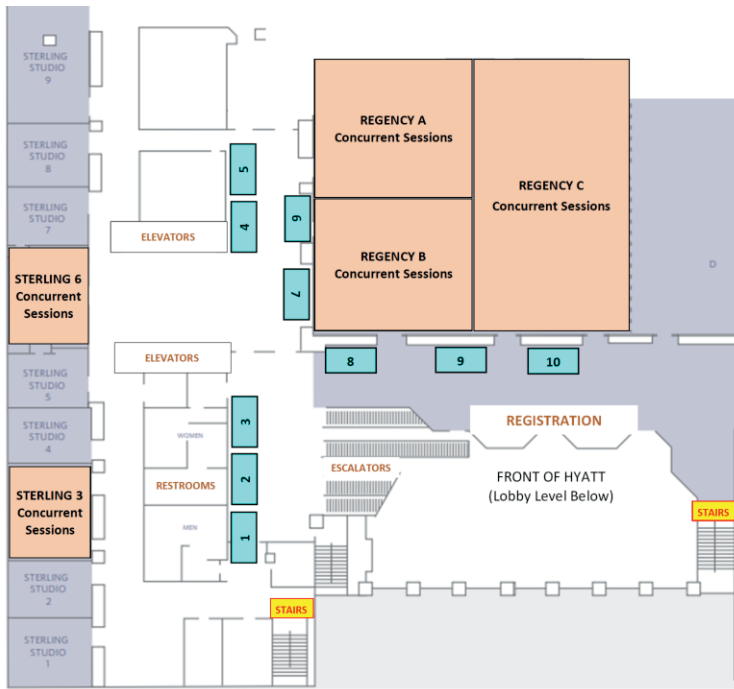 STERLING
STUDIO
9
STERLING
STUDIO
8
STERLING
STUDIO
7
STERLING 6
Concurrent
Sessions
STERLING
STUDIO
5
STERLING
STUDIO
4
STERLING 3
Concurrent
Sessions
STERLING
STUDIO
2
STERLING
STUDIO
1
5
4
ELEVATORS
ELEVATORS
6
7
3
2
1
WOMEN
RESTROOMS
MEN
REGENCY A
Concurrent Sessions
REGENCY B
Concurrent Sessions
REGENCY C
Concurrent Sessions
D
8
9
10
REGISTRATION
ESCALATORS
FRONT OF HYATT
(Lobby Level Below)
STAIRS
STAIRS